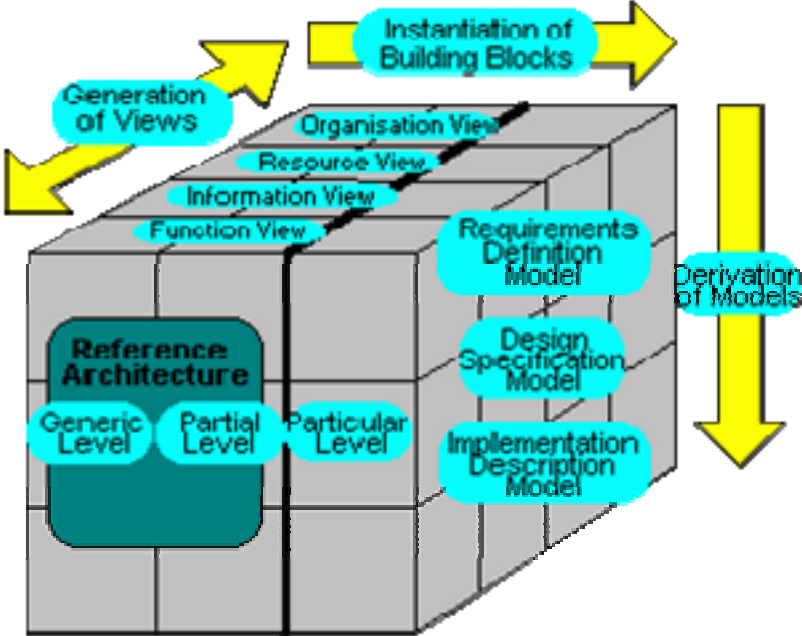 Instantiation of
Building Blocks
Generation
of Views
Organisation View
Resource View
Information View
Function View
Requirements
Definition
Model
Derivation
of Models
Design
Specification
Model
Reference
Architecture
Generic
Level
Partial
Level
Particular
Level
Impllementation
Description
Model